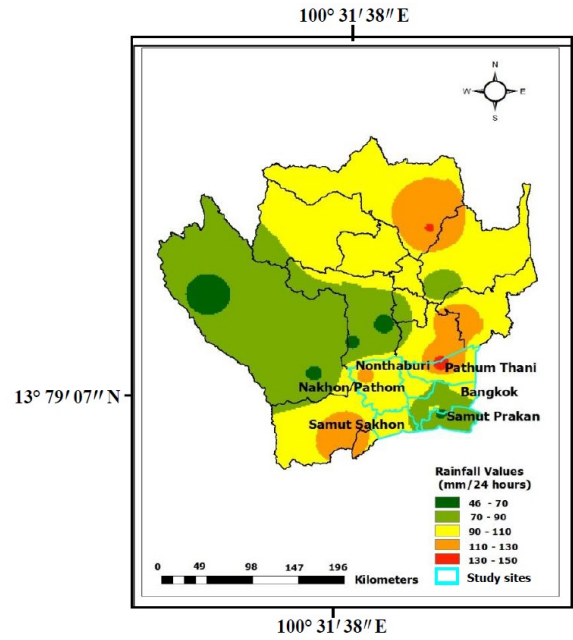 100° 31′ 38″ E
N
W E
S
Nonthaburi
Pathum Thani
Nakhon Pathom
Bangkok
13° 79′ 07″ N
Samut Prakan
Samut Sakhon
Rainfall Values
(mm/24 hours)
46 - 70
70 - 90
90 - 110
110 - 130
130 - 150
Study sites
0 49 98 147 196
Kilometers
100° 31′ 38″ E